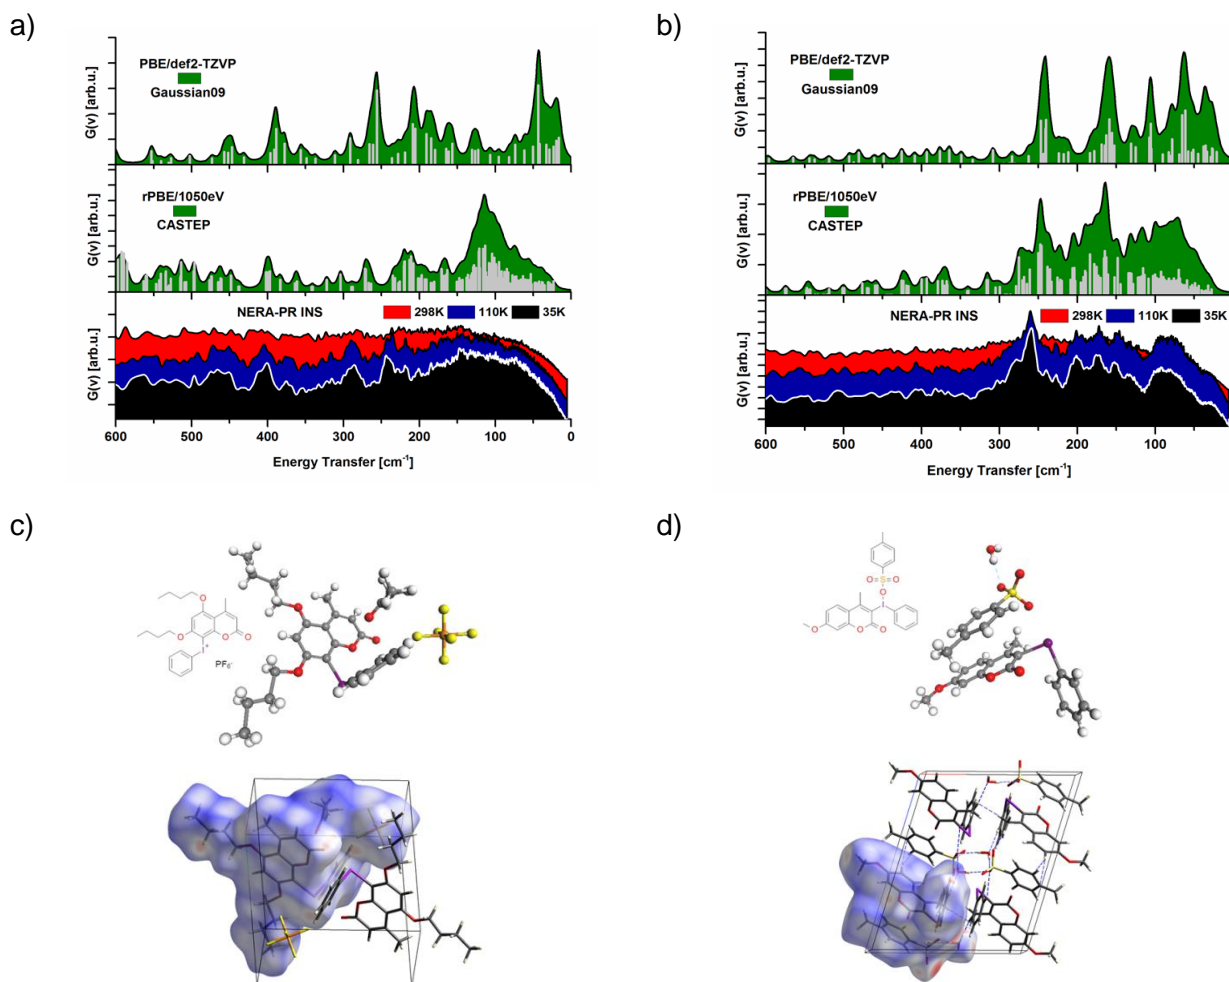 a)
PBE/def2-TZVP
Gaussian09
G(v) [arb.u.]
rPBE/1050eV
CASTEP
G(v) [arb.u.]
NERA-PR INS
298K
110K
35K
G(v) [arb.u.]
600 500 400 300 200 100 0
Energy Transfer [cm-1]
b)
PBE/def2-TZVP
Gaussian09
G(v) [arb.u.]
rPBE/1050eV
CASTEP
G(v) [arb.u.]
NERA-PR INS
298K
110K
35K
G(v) [arb.u.]
600 500 400 300 200 100
Energy Transfer [cm-1]
c)
O
O
O
O
I+
PF6-
d)
O
S
O
O
I
O
O
O